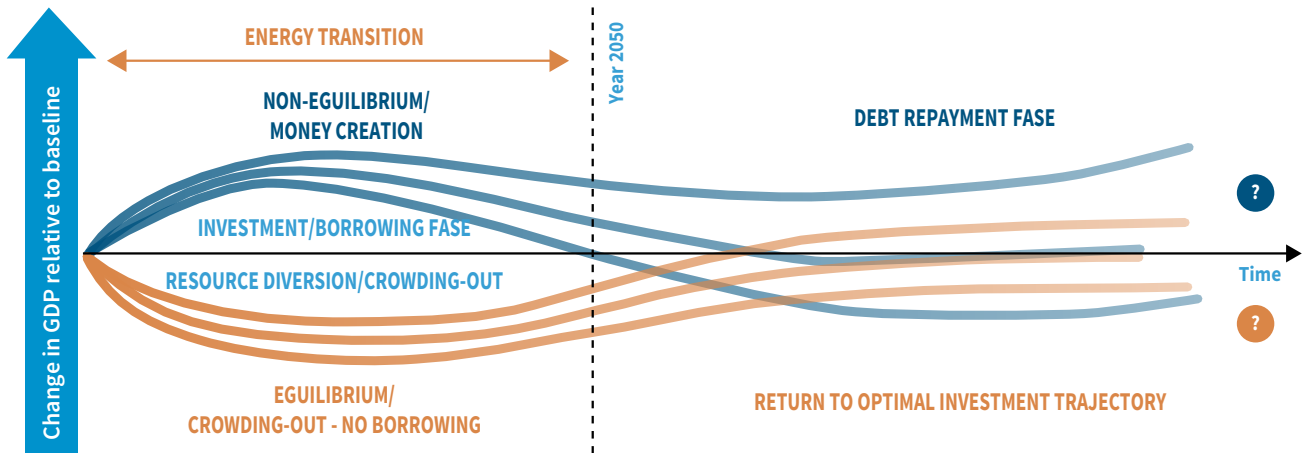 ENERGY TRANSITION
Year 2050
NON-EGUILIBRIUM/
MONEY CREATION
DEBT REPAYMENT FASE
Change in GDP relative to baseline
INVESTMENT/BORROWING FASE
?
RESOURCE DIVERSION/CROWDING-OUT
Time
?
EGUILIBRIUM/
CROWDING-OUT - NO BORROWING
RETURN TO OPTIMAL INVESTMENT TRAJECTORY